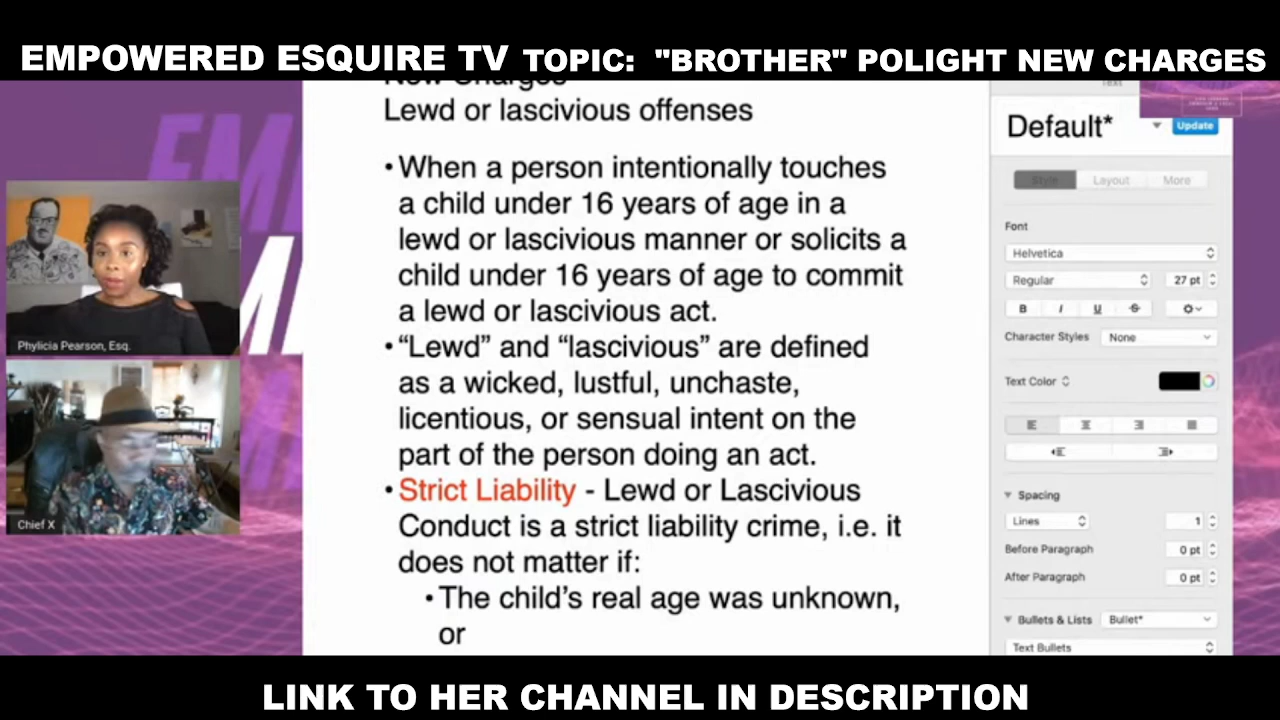 EMPOWERED ESQUIRE TV TOPIC: "BROTHER" POLIGHT NEW CHARGES
New Charges
Lewd or lascivious offenses
• When a person intentionally touches
a child under 16 years of age in a
lewd or lascivious manner or solicits a
child under 16 years of age to commit
a lewd or lascivious act.
• “Lewd” and “lascivious” are defined
as a wicked, lustful, unchaste,
licentious, or sensual intent on the
part of the person doing an act.
• Strict Liability - Lewd or Lascivious
Conduct is a strict liability crime, i.e. it
does not matter if:
• The child’s real age was unknown,
or
Phylicia Pearson, Esq.
Chief X
Text
Default*
Update
Style Layout More
Font
Helvetica
Regular 27 pt
B I U S
Character Styles None
Text Color
Spacing
Lines 1
Before Paragraph 0 pt
After Paragraph 0 pt
Bullets & Lists Bullet*
Text Bullets
LINK TO HER CHANNEL IN DESCRIPTION